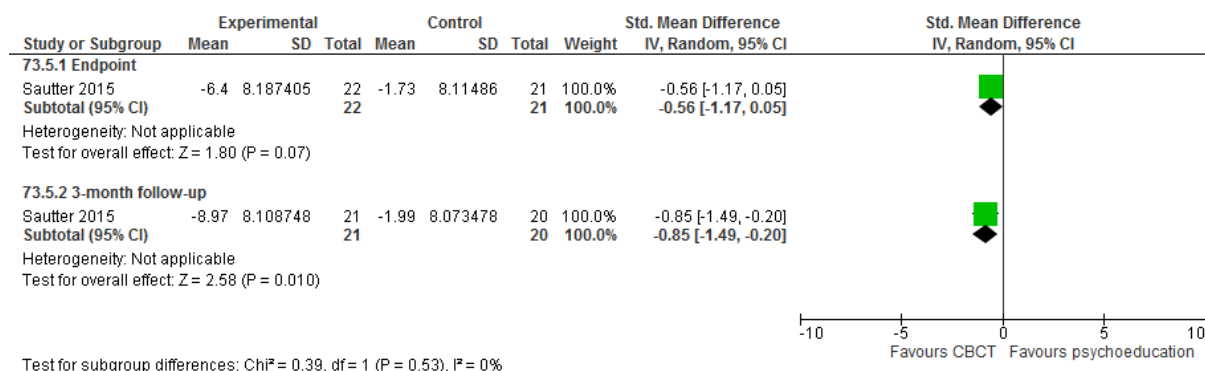 Experimental Control Std. Mean Difference Std. Mean Difference
Study or Subgroup Mean SD Total Mean SD Total Weight IV, Random, 95% CI IV, Random, 95% CI
73.5.1 Endpoint
Sautter 2015 -6.4 8.187405 22 -1.73 8.11486 21 100.0% -0.56 [-1.17, 0.05]
Subtotal (95% CI) 22 21 100.0% -0.56 [-1.17, 0.05]
Heterogeneity: Not applicable
Test for overall effect: Z = 1.80 (P = 0.07)
73.5.2 3-month follow-up
Sautter 2015 -8.97 8.108748 21 -1.99 8.073478 20 100.0% -0.85 [-1.49, -0.20]
Subtotal (95% CI) 21 20 100.0% -0.85 [-1.49, -0.20]
Heterogeneity: Not applicable
Test for overall effect: Z = 2.58 (P = 0.010)
-10 -5 0 5 10
Favours CBCT Favours psychoeducation
Test for subgroup differences: Chi² = 0.39, df = 1 (P = 0.53), I² = 0%